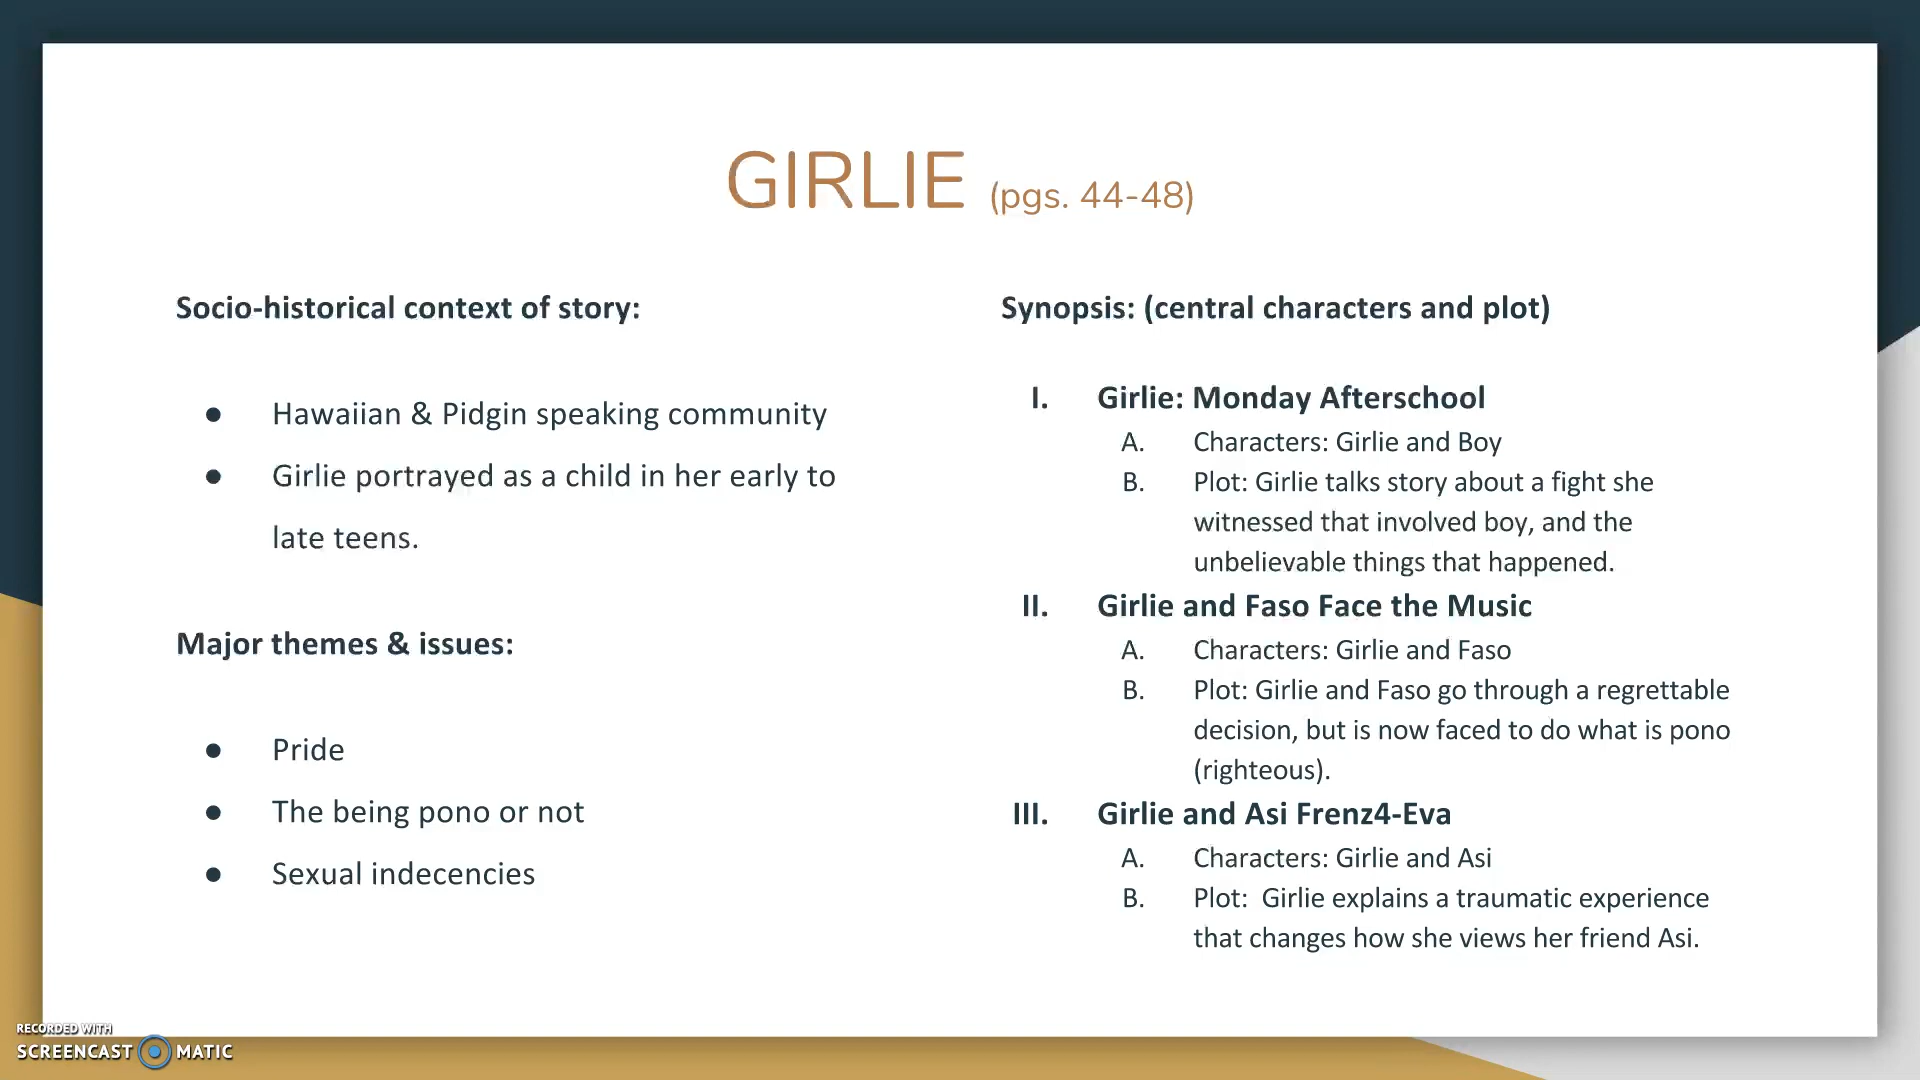 GIRLIE (pgs. 44-48)
Socio-historical context of story:
● Hawaiian & Pidgin speaking community
● Girlie portrayed as a child in her early to
late teens.
Major themes & issues:
● Pride
● The being pono or not
● Sexual indecencies
Synopsis: (central characters and plot)
I. Girlie: Monday Afterschool
A. Characters: Girlie and Boy
B. Plot: Girlie talks story about a fight she
witnessed that involved boy, and the
unbelievable things that happened.
II. Girlie and Faso Face the Music
A. Characters: Girlie and Faso
B. Plot: Girlie and Faso go through a regrettable
decision, but is now faced to do what is pono
(righteous).
III. Girlie and Asi Frenz4-Eva
A. Characters: Girlie and Asi
B. Plot:  Girlie explains a traumatic experience
that changes how she views her friend Asi.
RECORDED WITH
SCREENCAST MATIC